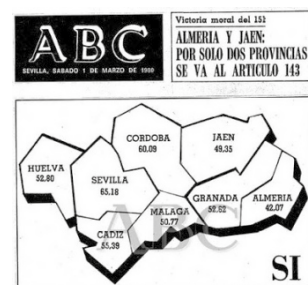 ABC
SEVILLA, SABADO 1 DE MARZO DE 1980
Victoria moral del 151
ALMERIA Y JAEN:
POR SOLO DOS PROVINCIAS
SE VA AL ARTICULO 143
CORDOBA
60.09
JAEN
49.35
HUELVA
52.80
SEVILLA
65.18
GRANADA
52.62
ALMERIA
42.07
MALAGA
50.77
CADIZ
55.39
ABC
SI